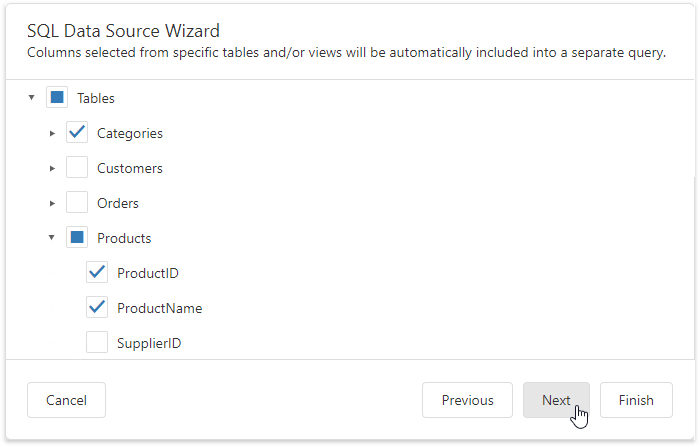 SQL Data Source Wizard
Columns selected from specific tables and/or views will be automatically included into a separate query.
Tables
Categories
Customers
Orders
Products
ProductID
ProductName
SupplierID
Cancel
Previous
Next
Finish